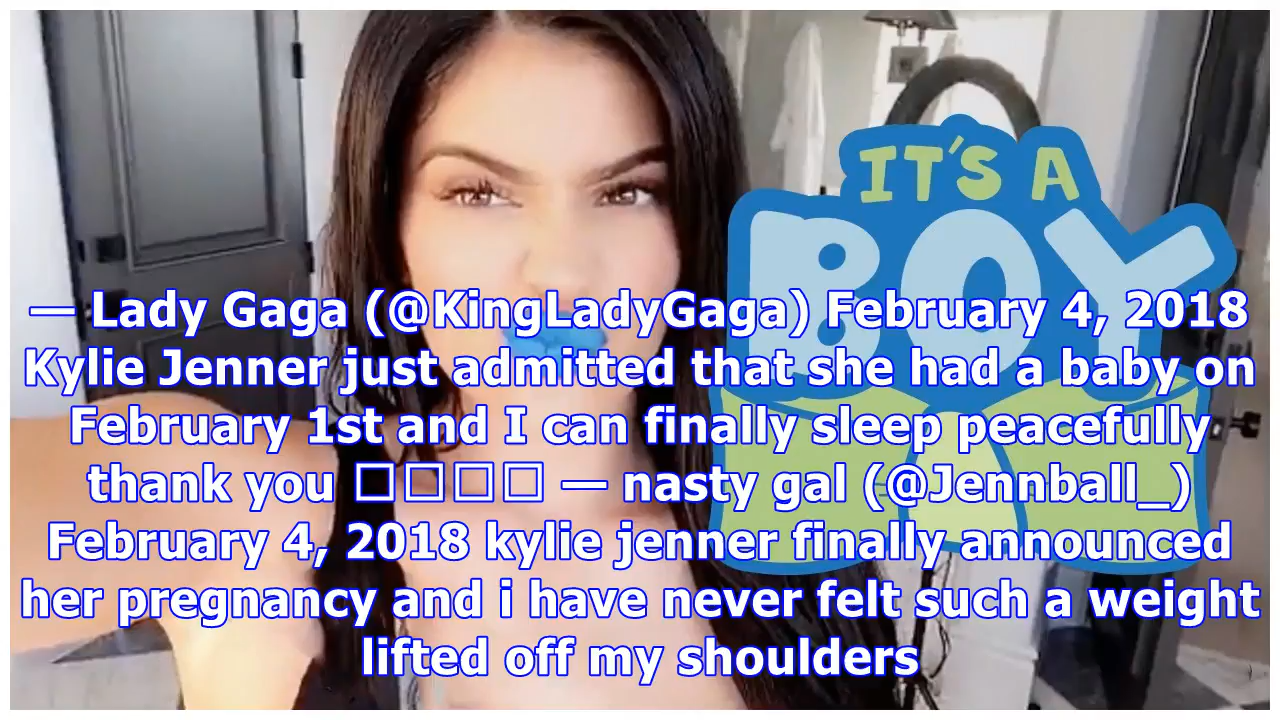 IT'S A
BOY
— Lady Gaga (@KingLadyGaga) February 4, 2018
Kylie Jenner just admitted that she had a baby on
February 1st and I can finally sleep peacefully
thank you □□□□ — nasty gal (@Jennball_)
February 4, 2018 kylie jenner finally announced
her pregnancy and i have never felt such a weight
lifted off my shoulders